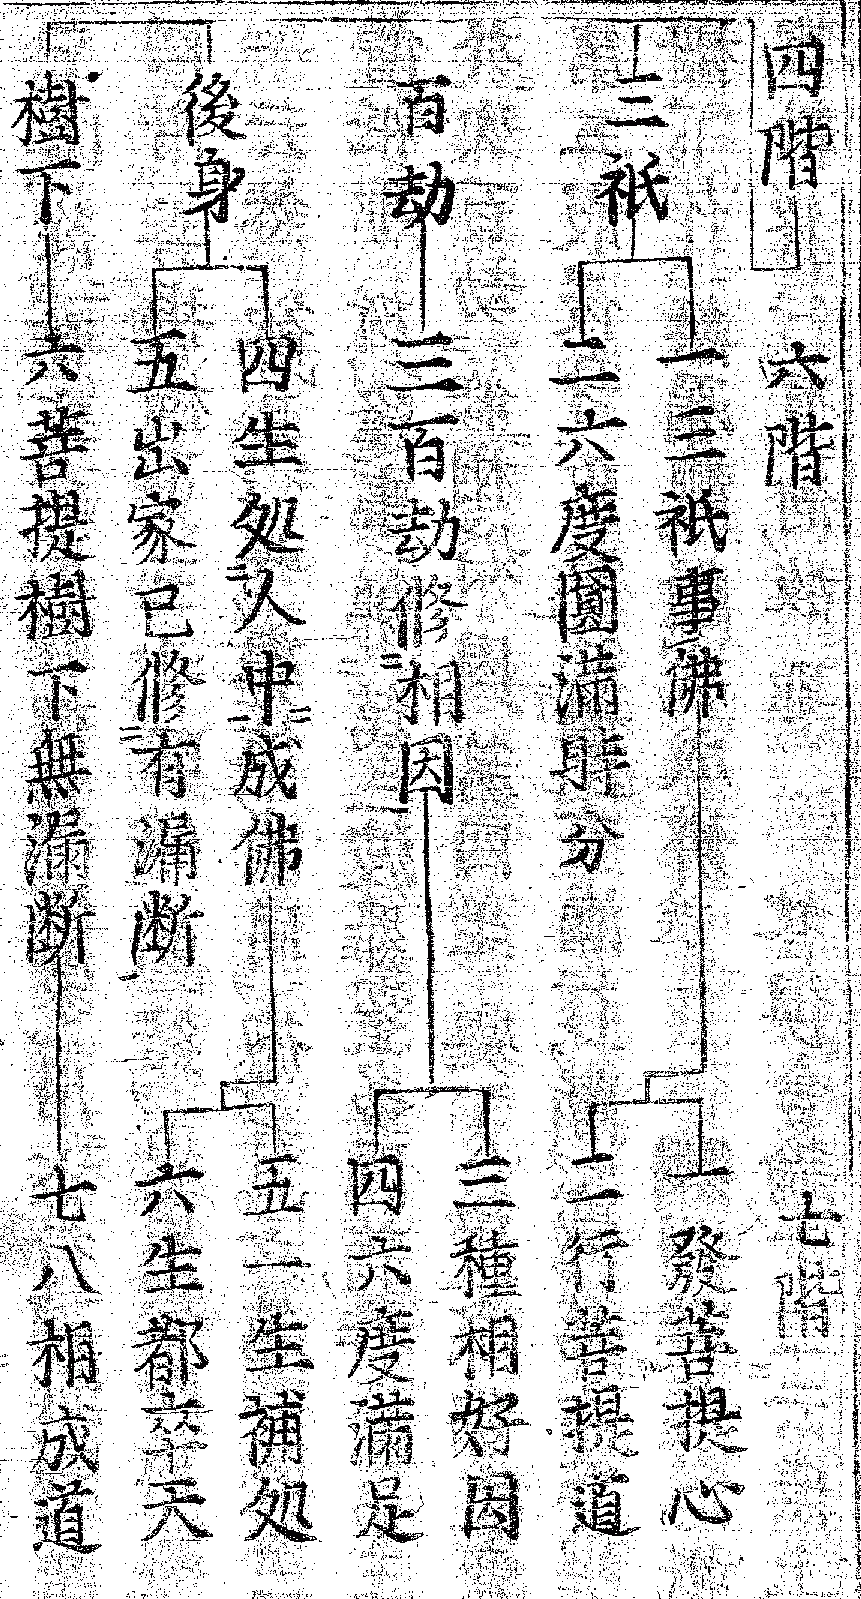 四階　六階　七階
三祇
一三祇事佛
二六度圓滿時分
一發菩提心
二行菩提道
百劫
三百劫修相因
三種相好因
四六度滿足
後身
四生処人中成佛
五出家已修有漏断
五一生補処
六生都卒天
樹下
六菩提樹下無漏断
七八相成道